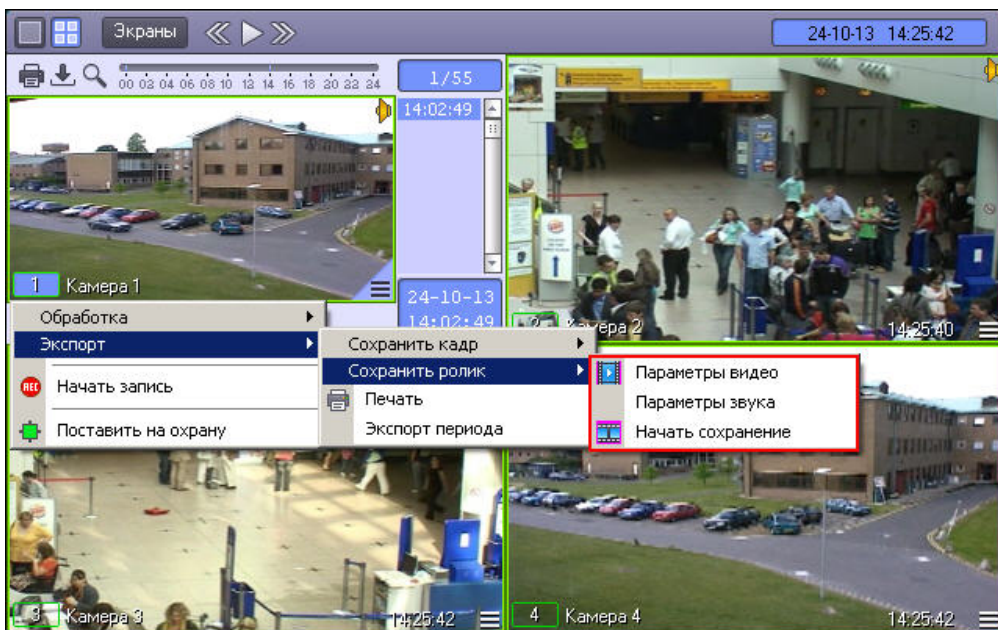 Экраны
24-10-13 14:25:42
00 02 04 06 08 10 12 14 16 18 20 22 24
1/55
14:02:49
1 Камера 1
24-10-13
14:02:49
2 Камера 2
14:25:40
Обработка
Экспорт
REC Начать запись
Поставить на охрану
Сохранить кадр
Сохранить ролик
Печать
Экспорт периода
Параметры видео
Параметры звука
Начать сохранение
3 Камера 3
14:25:42
4 Камера 4
14:25:42